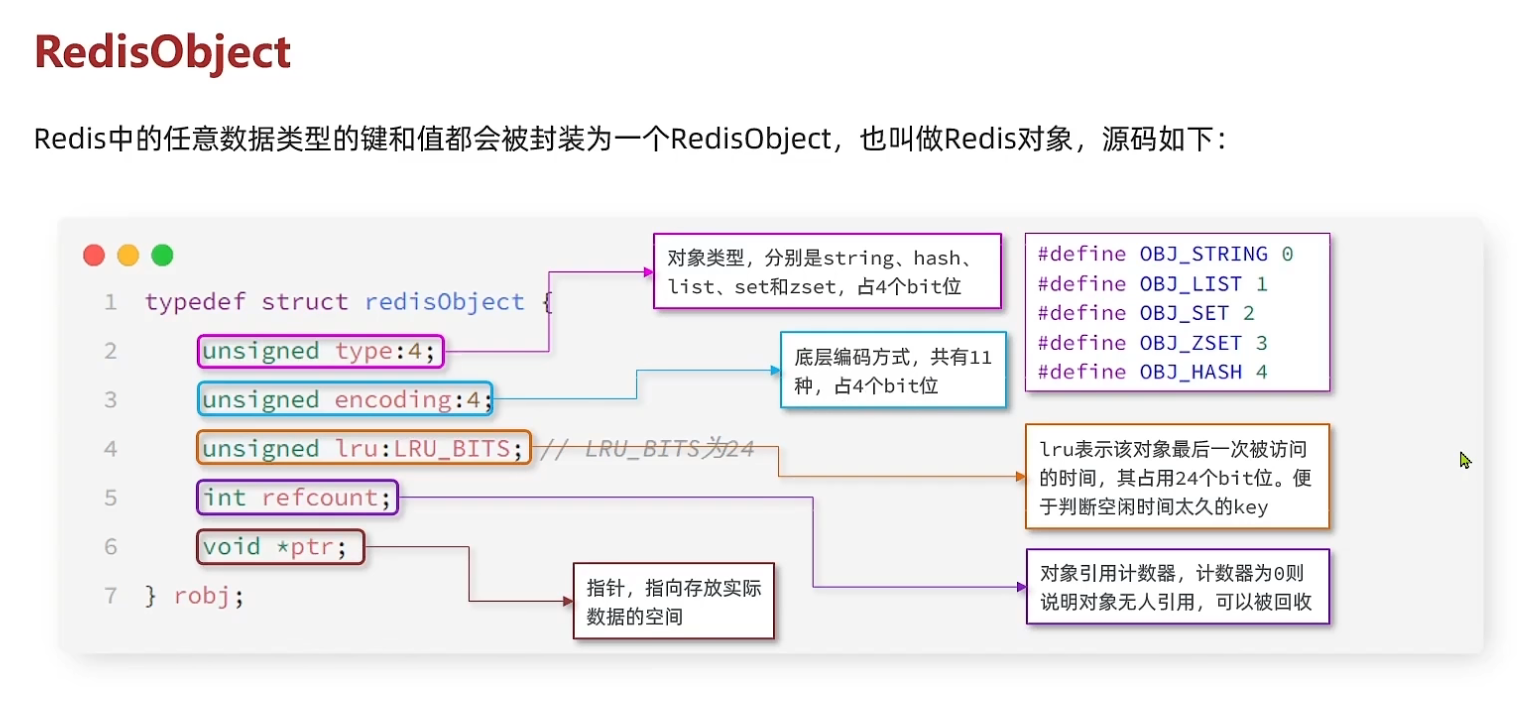 RedisObject
Redis中的任意数据类型的键和值都会被封装为一个RedisObject，也叫做Redis对象，源码如下：
1 typedef struct redisObject {
2 unsigned type:4;
3 unsigned encoding:4;
4 unsigned lru:LRU_BITS; // LRU_BITS为24
5 int refcount;
6 void *ptr;
7 } robj;
对象类型，分别是string、hash、
list、set和zset，占4个bit位
#define OBJ_STRING 0
#define OBJ_LIST 1
#define OBJ_SET 2
#define OBJ_ZSET 3
#define OBJ_HASH 4
底层编码方式，共有11
种，占4个bit位
lru表示该对象最后一次被访问
的时间，其占用24个bit位。便
于判断空闲时间太久的key
对象引用计数器，计数器为0则
说明对象无人引用，可以被回收
指针，指向存放实际
数据的空间